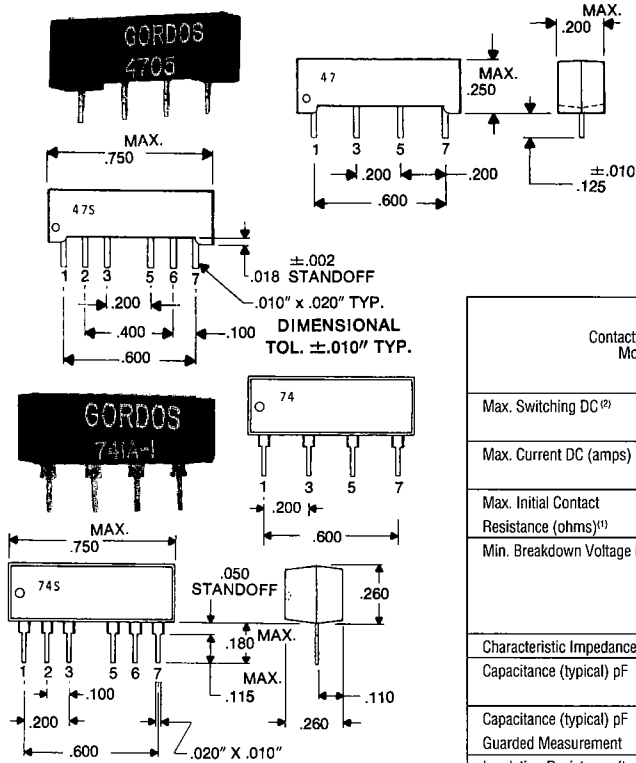 GORDOS
4705
47
MAX.
.250
1 3 5 7
.200 .200
.600
MAX.
.200
±.010
.125
MAX.
.750
47S
1 2 3 5 6 7
±.002
.018 STANDOFF
.010" x .020" TYP.
.200
.400 .100
.600
DIMENSIONAL
TOL. ±.010" TYP.
GORDOS
741A-1
74
1 3 5 7
.200
.600
MAX.
.750
74S
.050
STANDOFF
1 2 3 5 6 7
.180 MAX.
MAX.
.115
.100
.200
.600
.020" X .010"
.260
.110
.260
Contact
Mo
Max. Switching DC(2)
Max. Current DC (amps)
Max. Initial Contact
Resistance (ohms)(1)
Min. Breakdown Voltage
Characteristic Impedance
Capacitance (typical) pF
Capacitance (typical) pF
Guarded Measurement